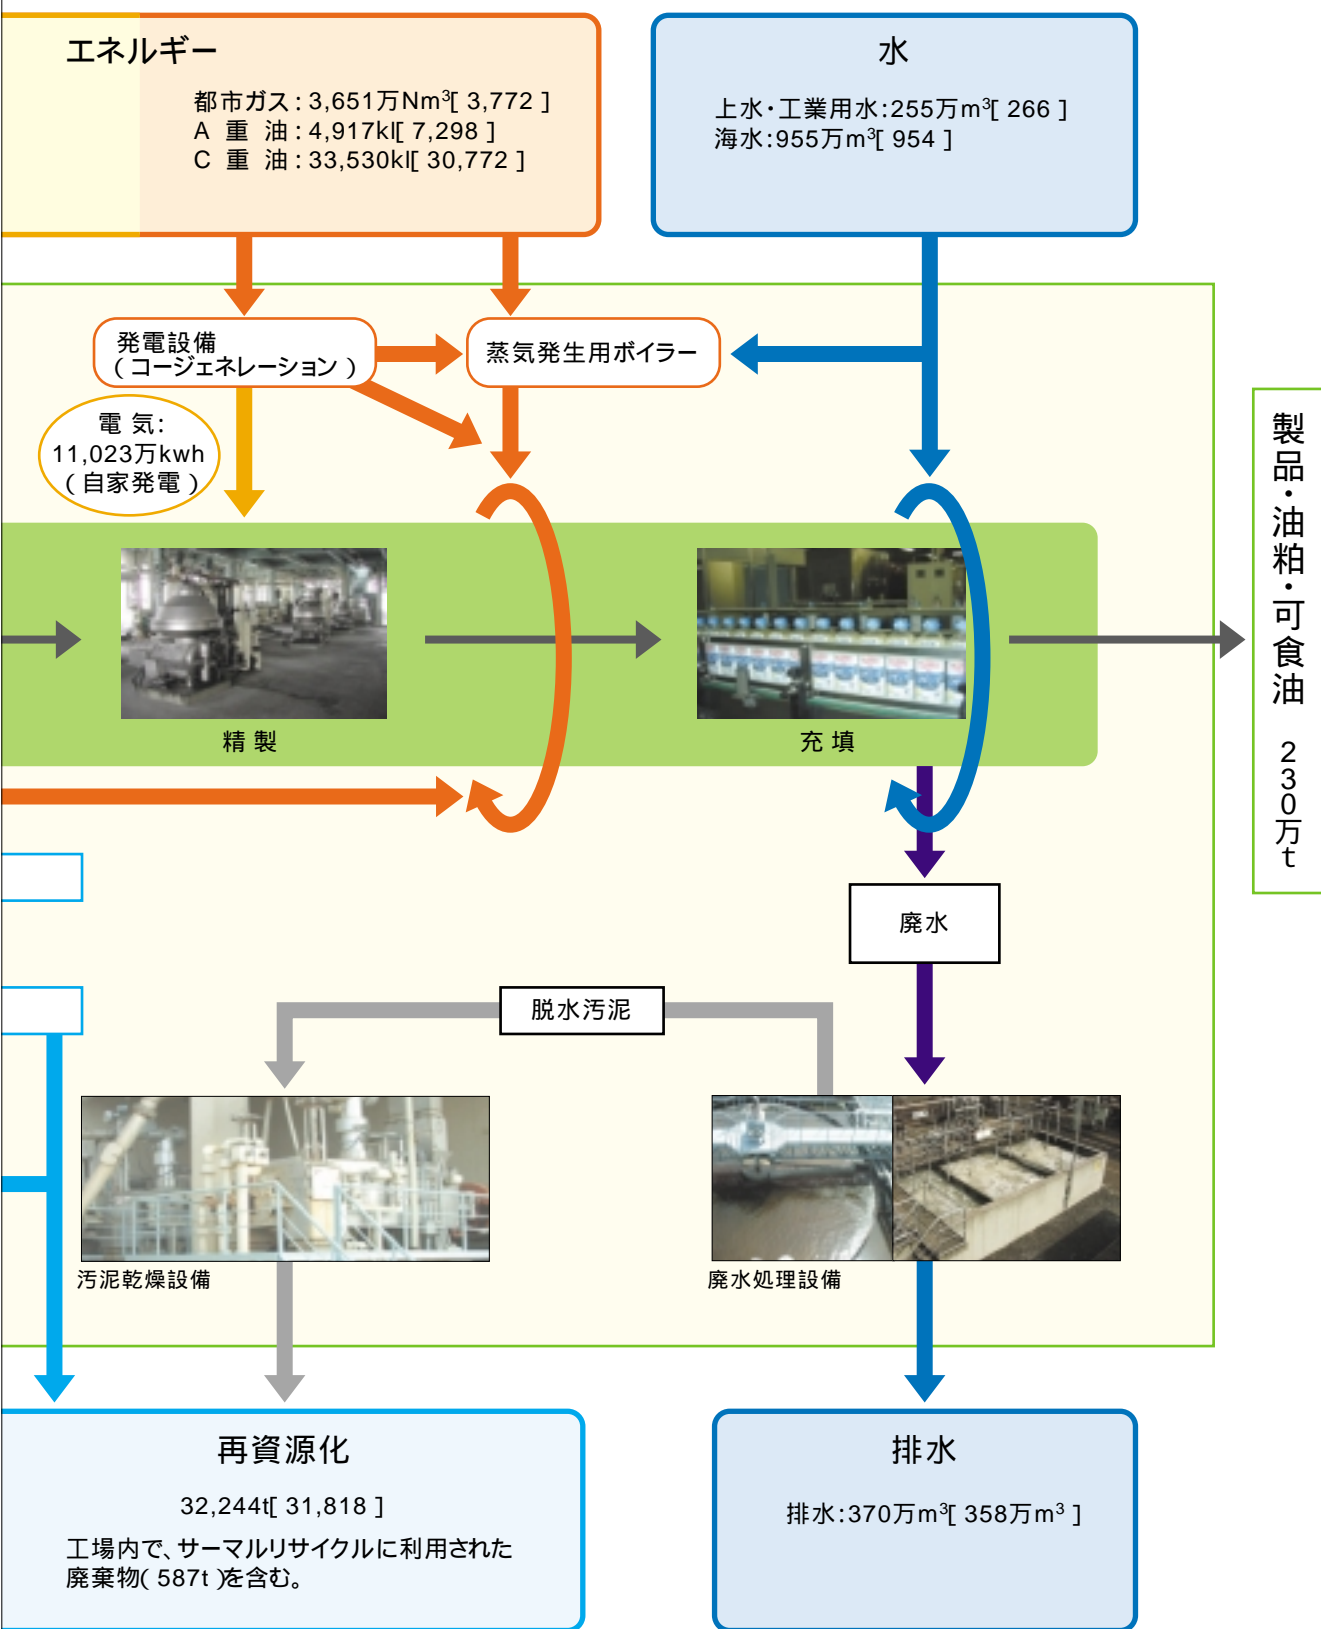 エネルギー
都市ガス:3,651万Nm³[ 3,772 ]
A 重 油:4,917kl[ 7,298 ]
C 重 油:33,530kl[ 30,772 ]
水
上水・工業用水:255万m³[ 266 ]
海水:955万m³[ 954 ]
発電設備
(コージェネレーション)
蒸気発生用ボイラー
電 気:
11,023万kwh
(自家発電)
精 製
充 填
製品・油粕・可食油 230万t
廃水
脱水汚泥
汚泥乾燥設備
廃水処理設備
再資源化
32,244t[ 31,818 ]
工場内で、サーマルリサイクルに利用された
廃棄物( 587t )を含む。
排水
排水:370万m³[ 358万m³ ]